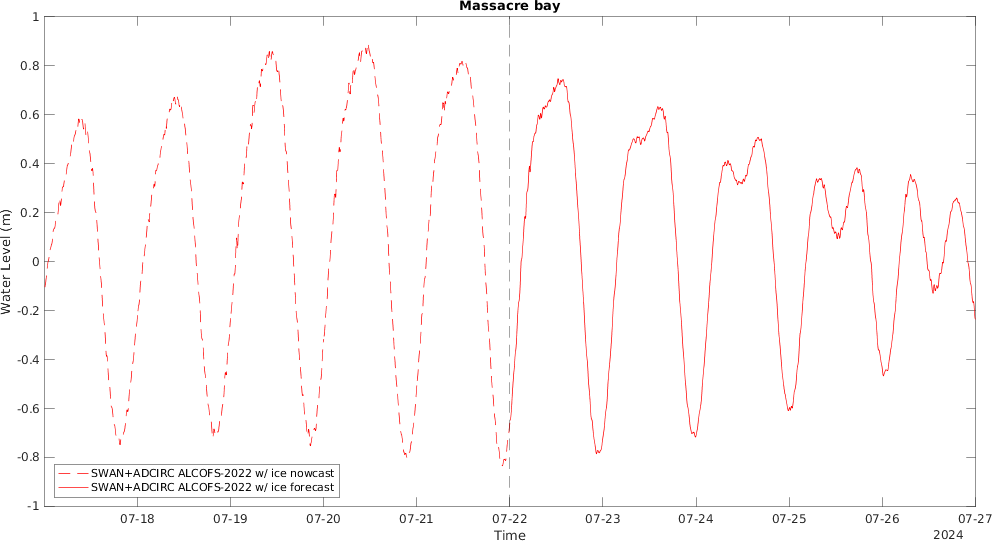 Massacre bay
Water Level (m)
1
0.8
0.6
0.4
0.2
0
-0.2
-0.4
-0.6
-0.8
-1
SWAN+ADCIRC ALCOFS-2022 w/ ice nowcast
SWAN+ADCIRC ALCOFS-2022 w/ ice forecast
07-18 07-19 07-20 07-21 07-22 07-23 07-24 07-25 07-26 07-27
Time
2024